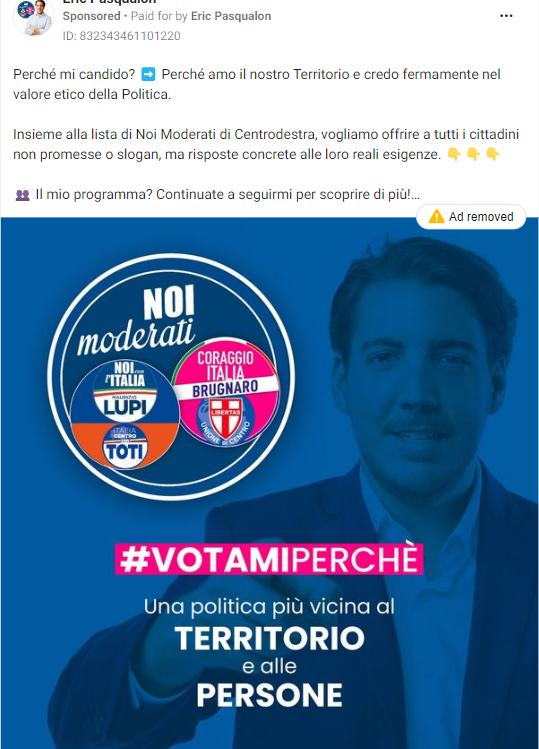 Eric Pasqualon
Sponsored • Paid for by Eric Pasqualon
ID: 832343461101220
Perché mi candido? ➡️ Perché amo il nostro Territorio e credo fermamente nel
valore etico della Politica.
Insieme alla lista di Noi Moderati di Centrodestra, vogliamo offrire a tutti i cittadini
non promesse o slogan, ma risposte concrete alle loro reali esigenze. 👇👇👇
👥 Il mio programma? Continuate a seguirmi per scoprire di più!...
Ad removed
NOI
moderati
NOI con
l'ITALIA
MAURIZIO
LUPI
ITALIA
AL CENTRO
TOTI
CORAGGIO
ITALIA
BRUGNARO
LIBERTAS
UNIONE DI CENTRO
#VOTAMIPERCHÈ
Una politica più vicina al
TERRITORIO
e alle
PERSONE